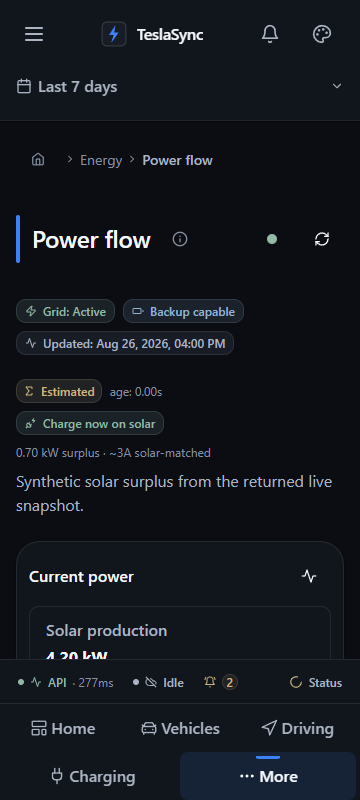 TeslaSync
Last 7 days
Energy
Power flow
Power flow
Grid: Active
Backup capable
Updated: Aug 26, 2026, 04:00 PM
Estimated
age: 0.00s
Charge now on solar
0.70 kW surplus · ~3A solar-matched
Synthetic solar surplus from the returned live
snapshot.
Current power
Solar production
4.20 kW
API · 277ms
Idle
2
Status
Home
Vehicles
Driving
Charging
More